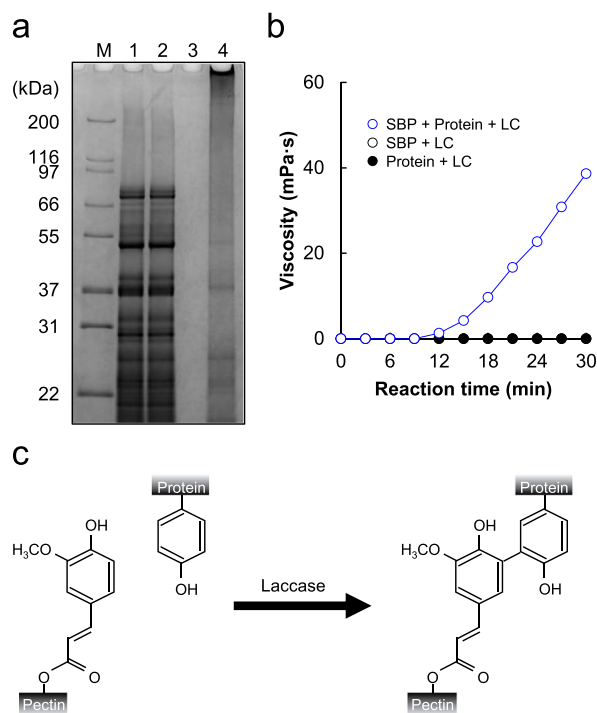 a
M 1 2 3 4
(kDa)
200
116
97
66
55
37
31
22
b
60
40
20
0
Viscosity (mPa·s)
SBP + Protein + LC
SBP + LC
Protein + LC
0 6 12 18 24 30
Reaction time (min)
c
Protein
OH
H3CO
OH
O
O
Pectin
Laccase
Protein
OH
H3CO
OH
O
O
Pectin